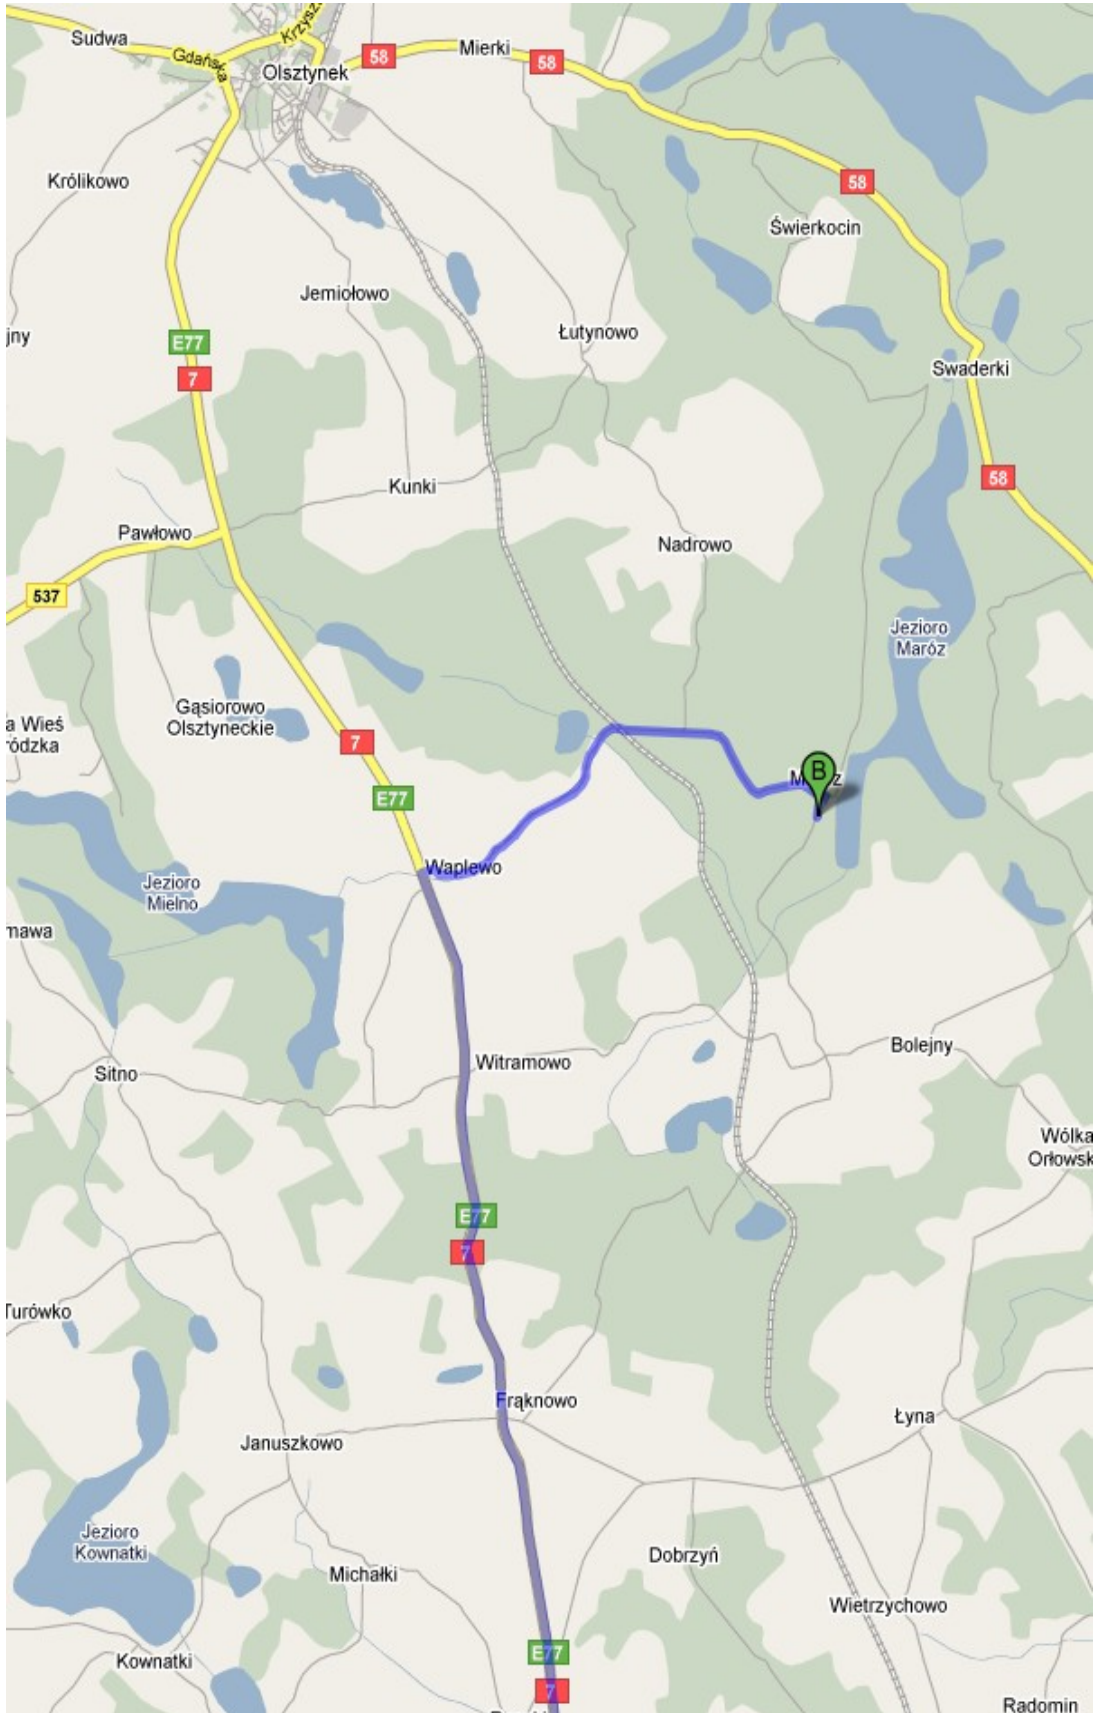 Sudwa
Gdańska
Olsztynek
58
Mierki
58
Królikowo
58
Świerkocin
Jemiołowo
Łutynowo
E77
7
Swaderki
58
Kunki
Pawłowo
Nadrowo
537
Jezioro
Maróz
Gąsiorowo
Olsztyneckie
7
E77
B
Waplewo
Jezioro
Mielno
Witramowo
Bolejny
Sitno
Wólka
E77
7
Turówko
Frąknowo
Łyna
Januszkowo
Jezioro
Kownatki
Dobrzyń
Michałki
Wietrzychowo
Kownatki
E77
7
Radomin